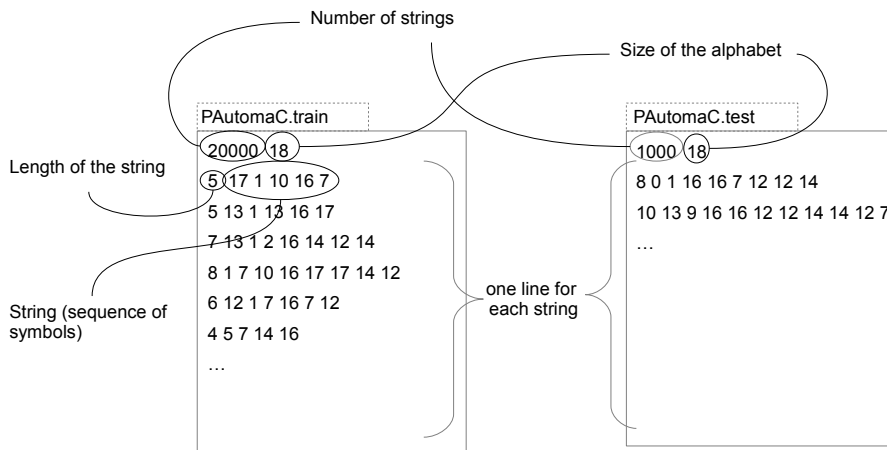 Number of strings
Size of the alphabet
PAutomaC.train
20000 18
Length of the string
5 17 1 10 16 7
5 13 1 13 16 17
7 13 1 2 16 14 12 14
8 1 7 10 16 17 17 14 12
6 12 1 7 16 7 12
4 5 7 14 16
...
String (sequence of
symbols)
one line for
each string
PAutomaC.test
1000 18
8 0 1 16 16 7 12 12 14
10 13 9 16 16 12 12 14 14 12 7
...